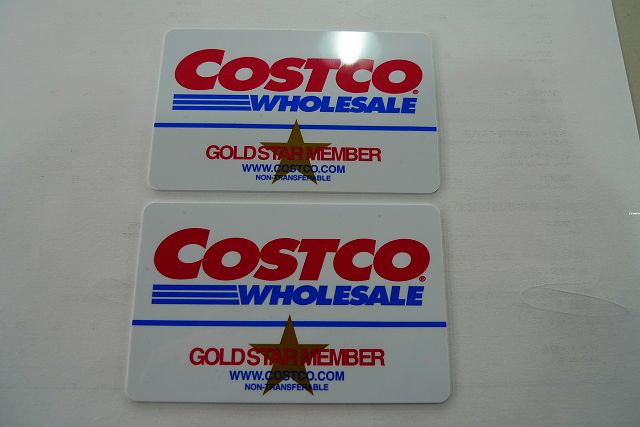 COSTCO®
WHOLESALE
GOLD STAR MEMBER
WWW.COSTCO.COM
NON-TRANSFERABLE
COSTCO®
WHOLESALE
GOLD STAR MEMBER
WWW.COSTCO.COM
NON-TRANSFERABLE